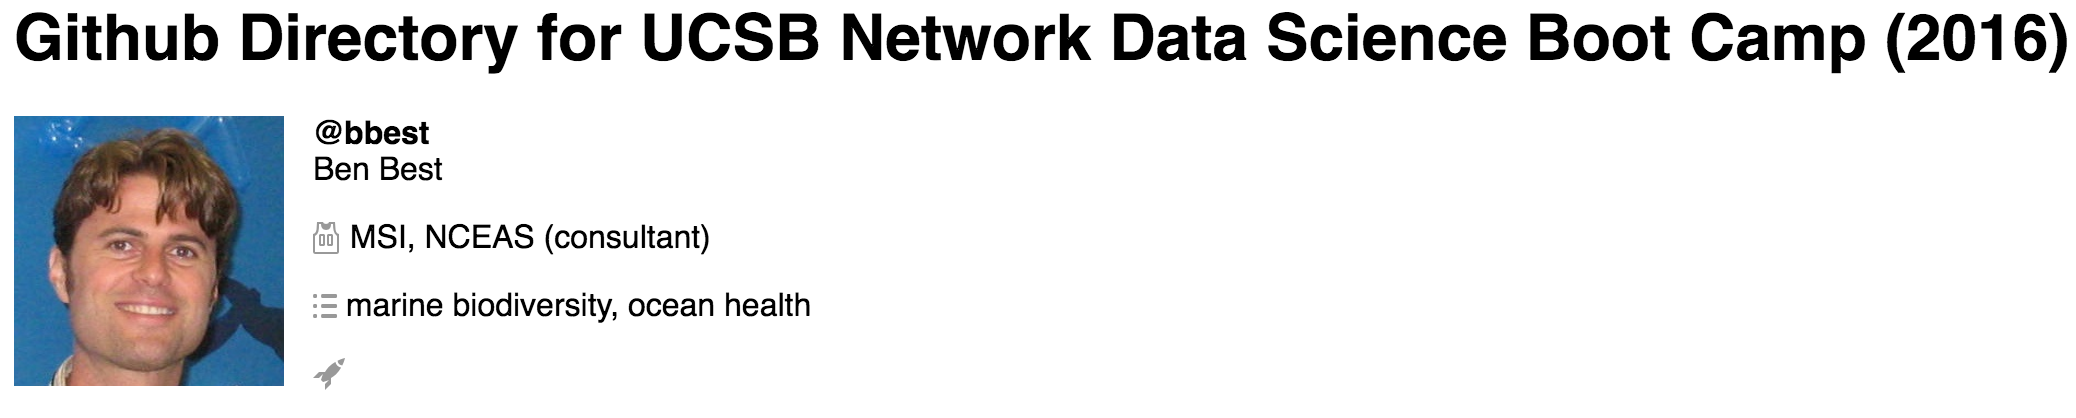 Github Directory for UCSB Network Data Science Boot Camp (2016)
@bbest
Ben Best
MSI, NCEAS (consultant)
marine biodiversity, ocean health